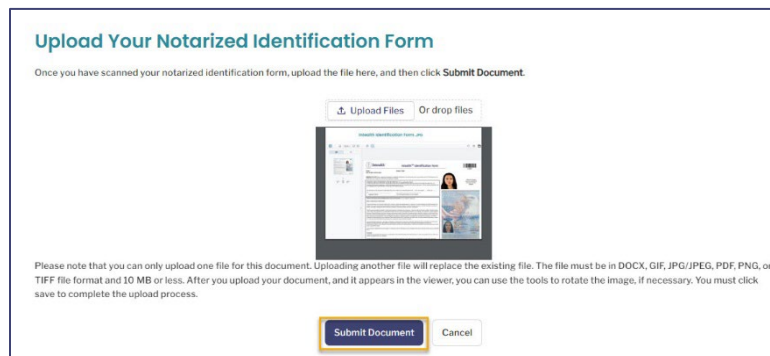 Upload Your Notarized Identification Form
Once you have scanned your notarized identification form, upload the file here, and then click Submit Document.
Upload Files Or drop files
Please note that you can only upload one file for this document. Uploading another file will replace the existing file. The file must be in DOCX, GIF, JPG/JPEG, PDF, PNG, or
TIFF file format and 10 MB or less. After you upload your document, and it appears in the viewer, you can use the tools to rotate the image, if necessary. You must click
save to complete the upload process.
Submit Document Cancel